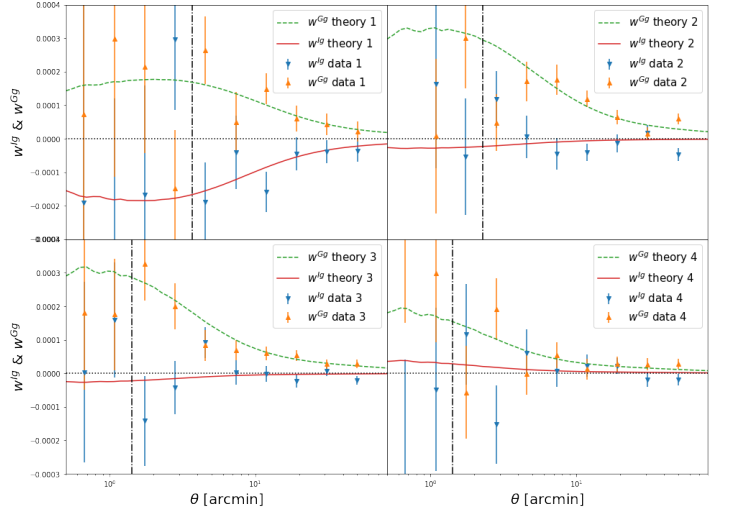 0.0004
0.0003
0.0002
0.0001
0.0000
−0.0001
−0.0002
w^{Ig} & w^{Gg}
w^{Gg} theory 1
w^{Ig} theory 1
w^{Ig} data 1
w^{Gg} data 1
w^{Gg} theory 2
w^{Ig} theory 2
w^{Ig} data 2
w^{Gg} data 2
0.0003
0.0002
0.0001
0.0000
−0.0001
−0.0002
−0.0003
w^{Ig} & w^{Gg}
w^{Gg} theory 3
w^{Ig} theory 3
w^{Ig} data 3
w^{Gg} data 3
w^{Gg} theory 4
w^{Ig} theory 4
w^{Ig} data 4
w^{Gg} data 4
10^0 10^1 10^0 10^1
θ [arcmin] θ [arcmin]